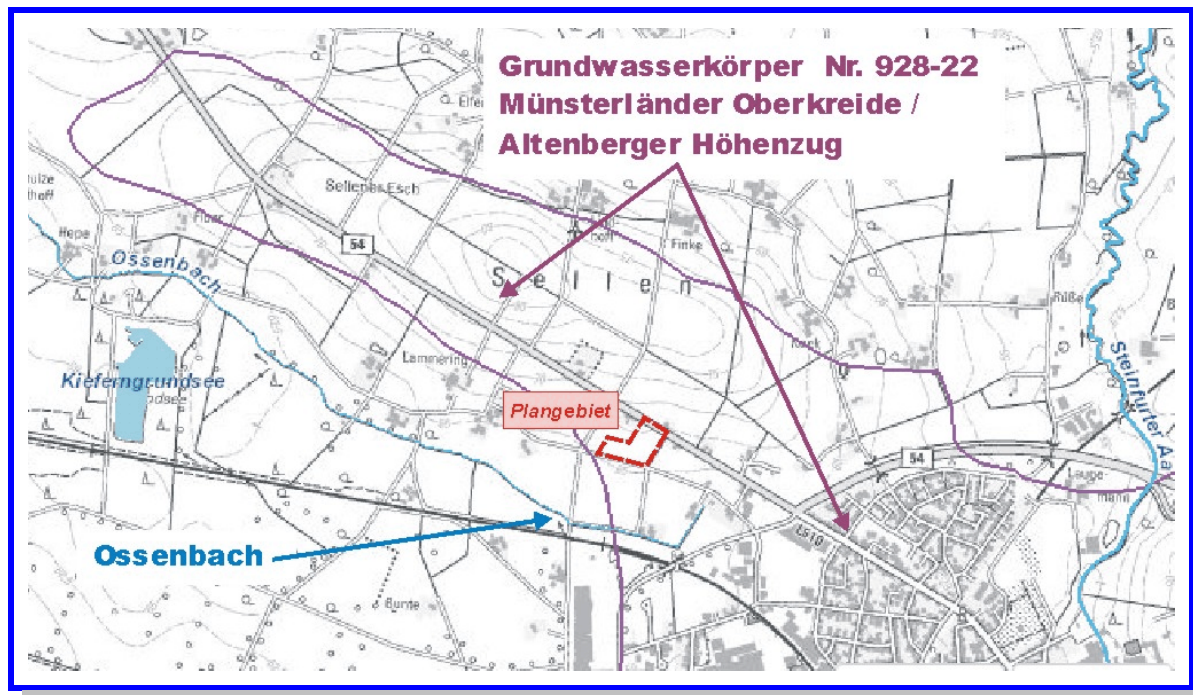 Grundwasserkörper Nr. 928-22
Münsterländer Oberkreide /
Altenberger Höhenzug
Sellener Esch
Hepe
Ossenbach
54
Finke
Sellen
Lammering
Kieferngrundsee
Plangebiet
54
Steinfurter Aa
L510
Ossenbach
Bunte